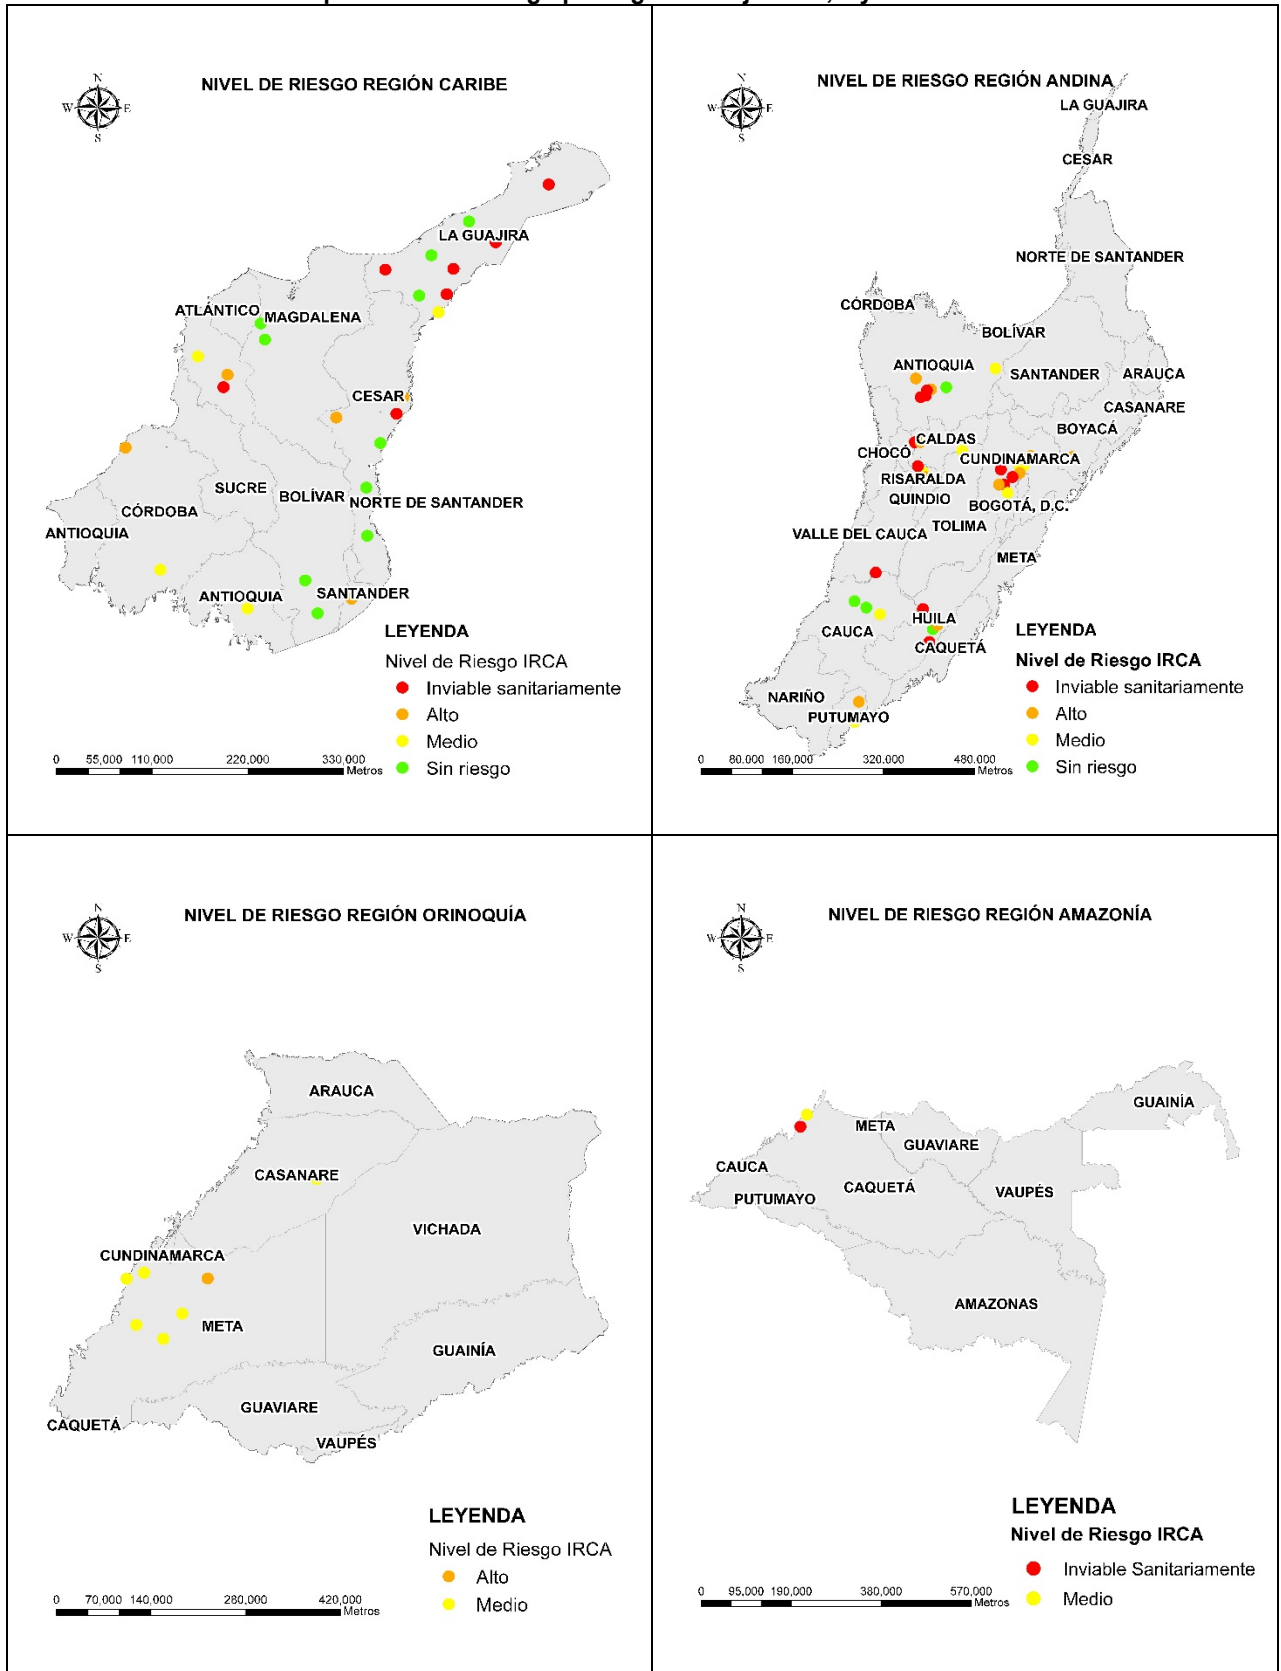 NIVEL DE RIESGO REGIÓN CARIBE
N
W E
S
LA GUAJIRA
ATLÁNTICO
MAGDALENA
CESAR
SUCRE
BOLÍVAR
NORTE DE SANTANDER
CÓRDOBA
ANTIOQUIA
ANTIOQUIA
SANTANDER
LEYENDA
Nivel de Riesgo IRCA
Inviable sanitariamente
Alto
Medio
Sin riesgo
0 55,000 110,000 220,000 330,000
Metros
NIVEL DE RIESGO REGIÓN ANDINA
N
W E
S
LA GUAJIRA
CESAR
NORTE DE SANTANDER
CÓRDOBA
BOLÍVAR
ANTIOQUIA
SANTANDER
ARAUCA
CASANARE
BOYACÁ
CALDAS
CHOCÓ
CUNDINAMARCA
RISARALDA
QUINDIO
BOGOTÁ, D.C.
TOLIMA
VALLE DEL CAUCA
META
HUILA
CAUCA
CAQUETÁ
NARIÑO
PUTUMAYO
LEYENDA
Nivel de Riesgo IRCA
Inviable sanitariamente
Alto
Medio
Sin riesgo
0 80.000 160,000 320,000 480,000
Metros
NIVEL DE RIESGO REGIÓN ORINOQUÍA
N
W E
S
ARAUCA
CASANARE
VICHADA
CUNDINAMARCA
META
GUAINÍA
GUAVIARE
CAQUETÁ
VAUPÉS
LEYENDA
Nivel de Riesgo IRCA
Alto
Medio
0 70,000 140,000 280,000 420,000
Metros
NIVEL DE RIESGO REGIÓN AMAZONÍA
N
W E
S
GUAINÍA
META
GUAVIARE
CAUCA
CAQUETÁ
VAUPÉS
PUTUMAYO
AMAZONAS
LEYENDA
Nivel de Riesgo IRCA
Inviable Sanitariamente
Medio
0 95,000 190,000 380,000 570,000
Metros